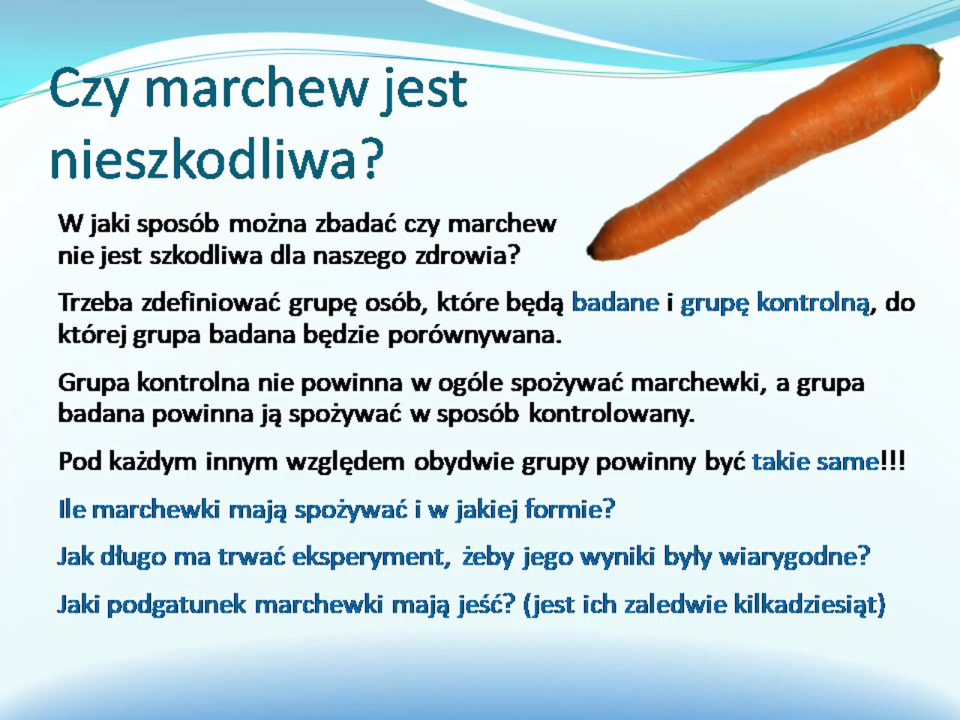 Czy marchew jest
nieszkodliwa?
W jaki sposób można zbadać czy marchew
nie jest szkodliwa dla naszego zdrowia?
Trzeba zdefiniować grupę osób, które będą badane i grupę kontrolną, do
której grupa badana będzie porównywana.
Grupa kontrolna nie powinna w ogóle spożywać marchewki, a grupa
badana powinna ją spożywać w sposób kontrolowany.
Pod każdym innym względem obydwie grupy powinny być takie same!!!
Ile marchewki mają spożywać i w jakiej formie?
Jak długo ma trwać eksperyment, żeby jego wyniki były wiarygodne?
Jaki podgatunek marchewki mają jeść? (jest ich zaledwie kilkadziesiąt)